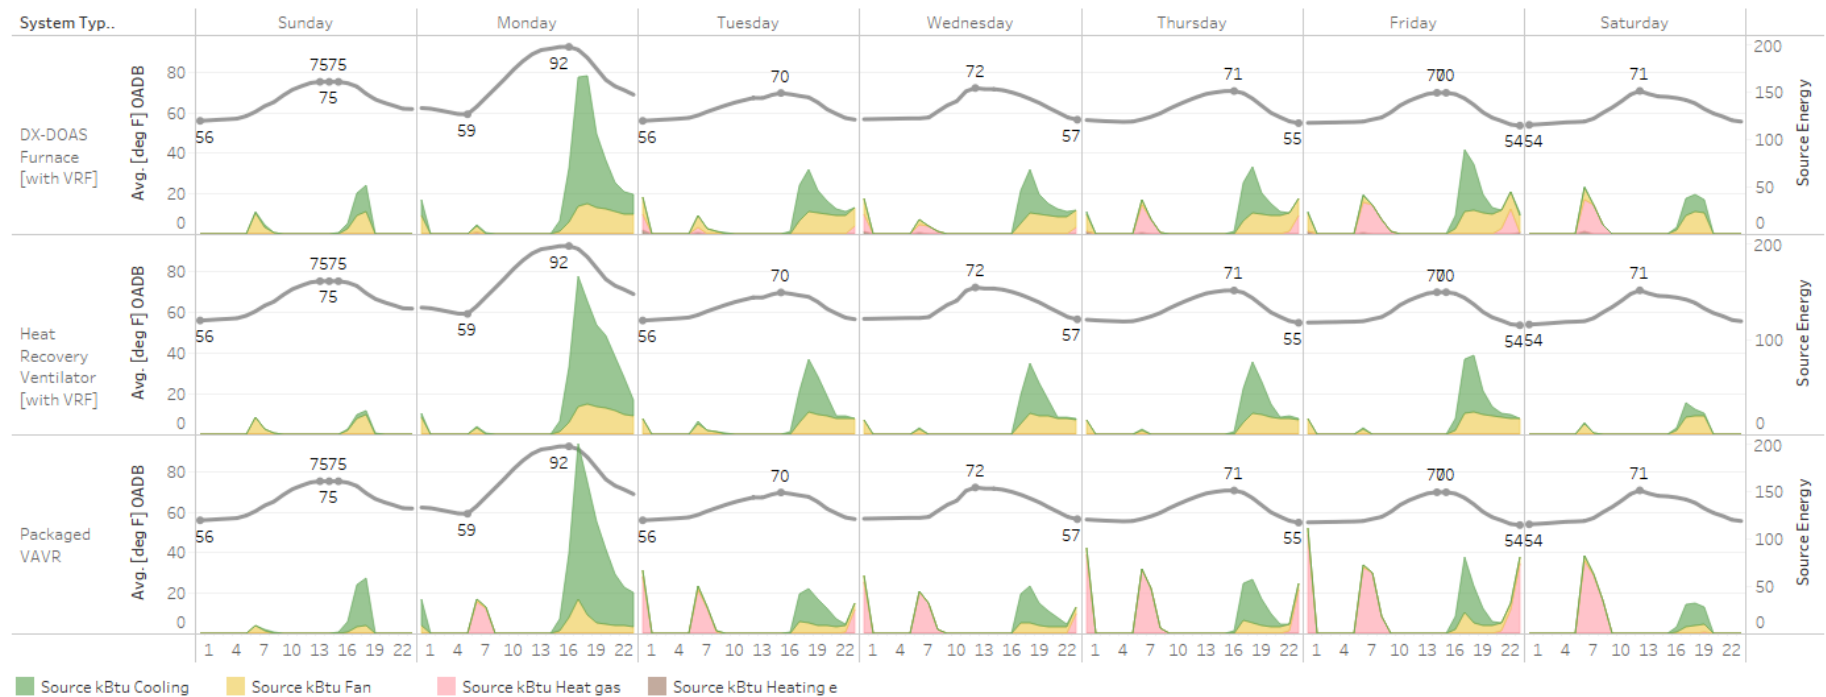 System Typ..
Sunday
Monday
Tuesday
Wednesday
Thursday
Friday
Saturday
DX-DOAS
Furnace
[with VRF]
Avg. [deg F] OADB
80
60
40
20
0
56
7575
75
59
92
56
70
72
57
71
55
700
5454
71
200
150
100
50
0
Source Energy
Heat
Recovery
Ventilator
[with VRF]
Avg. [deg F] OADB
80
60
40
20
0
56
7575
75
59
92
56
70
72
57
71
55
700
5454
71
200
100
0
Source Energy
Packaged
VAVR
Avg. [deg F] OADB
80
60
40
20
0
56
7575
75
59
92
56
70
72
57
71
55
700
5454
71
200
150
100
50
0
Source Energy
1 4 7 10 13 16 19 22 1 4 7 10 13 16 19 22 1 4 7 10 13 16 19 22 1 4 7 10 13 16 19 22 1 4 7 10 13 16 19 22 1 4 7 10 13 16 19 22 1 4 7 10 13 16 19 22
Source kBtu Cooling
Source kBtu Fan
Source kBtu Heat gas
Source kBtu Heating e